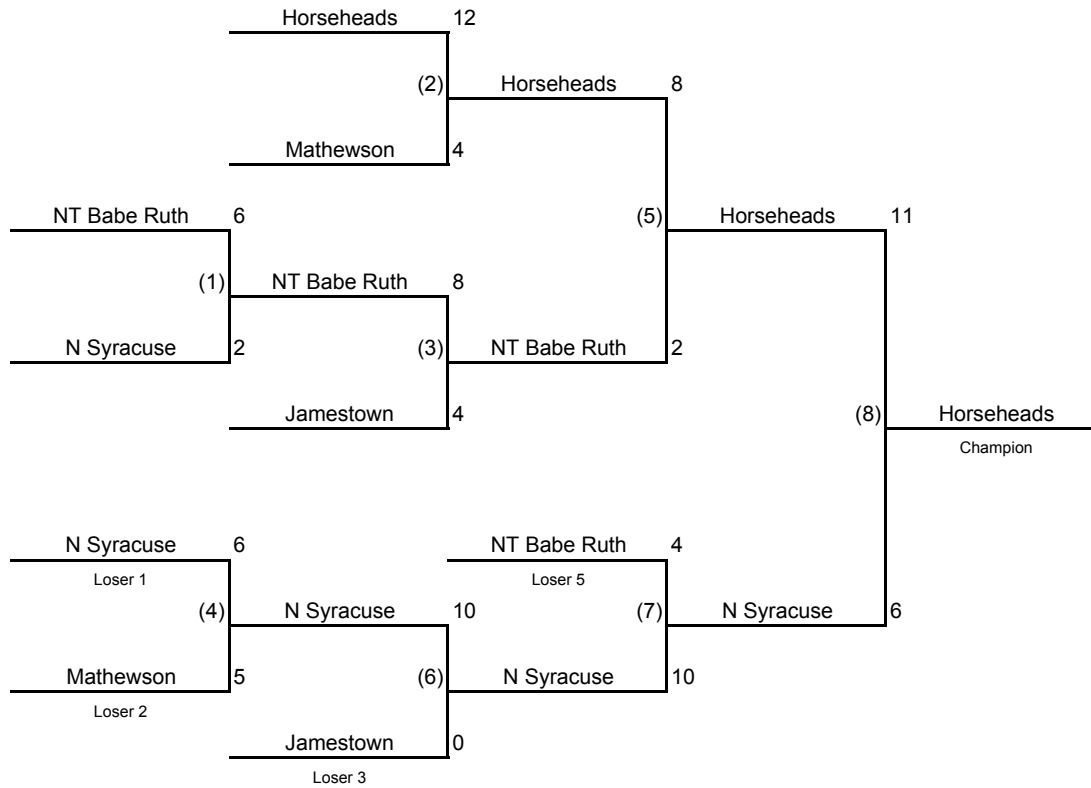 Horseheads 12
(2) Horseheads 8
Mathewson 4
NT Babe Ruth 6 (5) Horseheads 11
(1) NT Babe Ruth 8
N Syracuse 2 (3) NT Babe Ruth 2
Jamestown 4 (8) Horseheads
Champion
N Syracuse 6 NT Babe Ruth 4
Loser 1 Loser 5
(4) N Syracuse 10 (7) N Syracuse 6
Mathewson 5 (6) N Syracuse 10
Loser 2
Jamestown 0
Loser 3